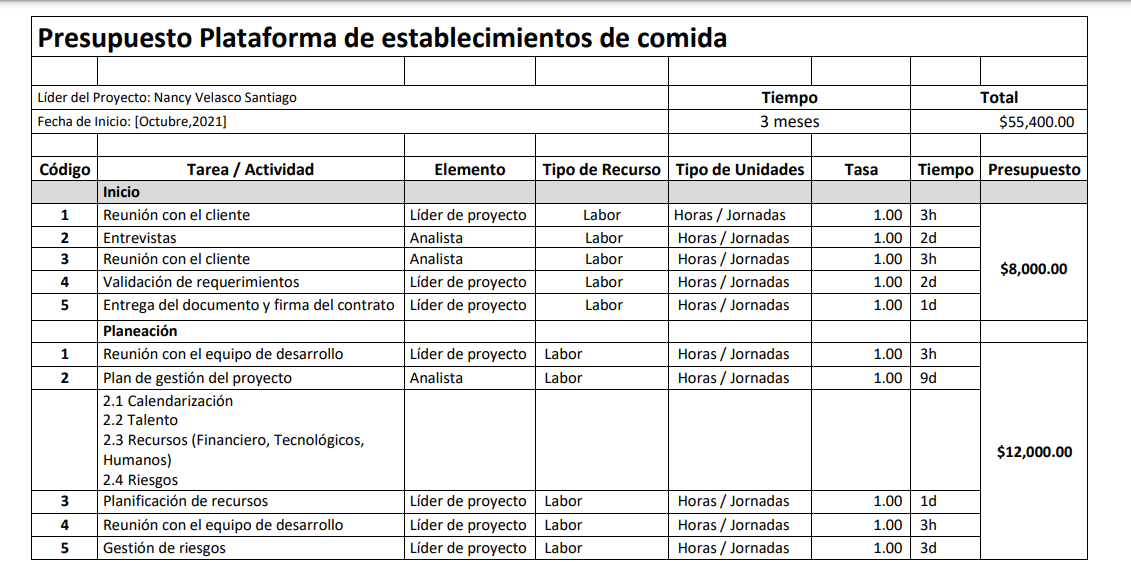 Presupuesto Plataforma de establecimientos de comida
Líder del Proyecto: Nancy Velasco Santiago Tiempo Total
Fecha de Inicio: [Octubre,2021] 3 meses $55,400.00
Código Tarea / Actividad Elemento Tipo de Recurso Tipo de Unidades Tasa Tiempo Presupuesto
Inicio
1 Reunión con el cliente Líder de proyecto Labor Horas / Jornadas 1.00 3h
2 Entrevistas Analista Labor Horas / Jornadas 1.00 2d
3 Reunión con el cliente Analista Labor Horas / Jornadas 1.00 3h
$8,000.00
4 Validación de requerimientos Líder de proyecto Labor Horas / Jornadas 1.00 2d
5 Entrega del documento y firma del contrato Líder de proyecto Labor Horas / Jornadas 1.00 1d
Planeación
1 Reunión con el equipo de desarrollo Líder de proyecto Labor Horas / Jornadas 1.00 3h
2 Plan de gestión del proyecto Analista Labor Horas / Jornadas 1.00 9d
2.1 Calendarización
2.2 Talento
2.3 Recursos (Financiero, Tecnológicos,
Humanos)
$12,000.00
2.4 Riesgos
3 Planificación de recursos Líder de proyecto Labor Horas / Jornadas 1.00 1d
4 Reunión con el equipo de desarrollo Líder de proyecto Labor Horas / Jornadas 1.00 3h
5 Gestión de riesgos Líder de proyecto Labor Horas / Jornadas 1.00 3d